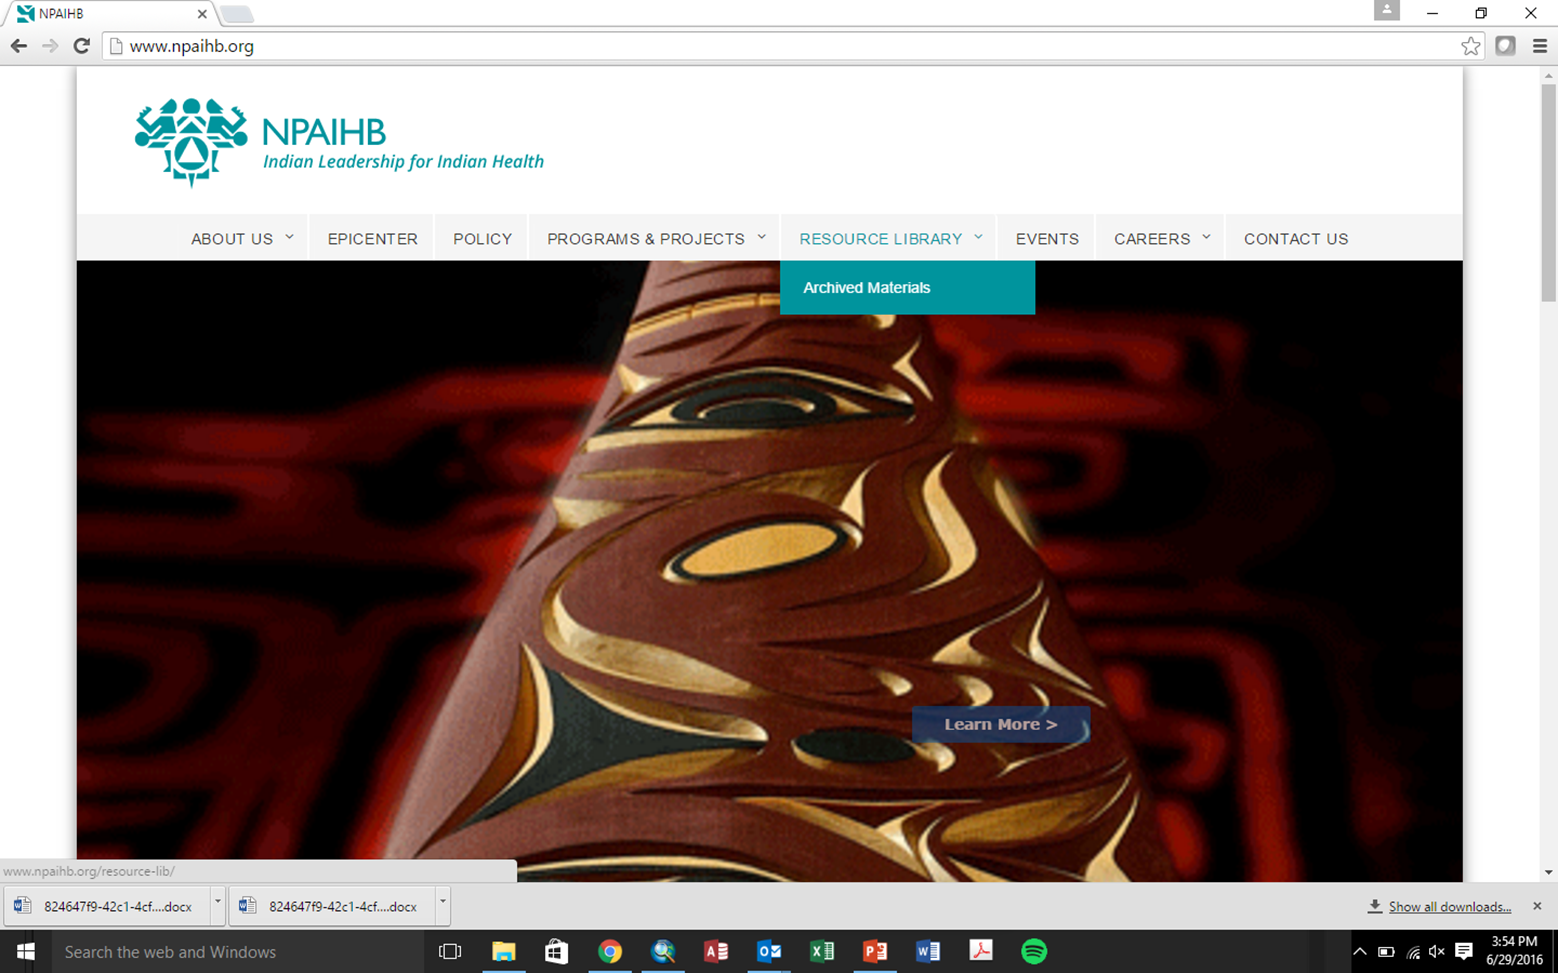 NPAIHB
www.npaihb.org
NPAIHB
Indian Leadership for Indian Health
ABOUT US EPICENTER POLICY PROGRAMS & PROJECTS RESOURCE LIBRARY EVENTS CAREERS CONTACT US
Archived Materials
Learn More >
www.npaihb.org/resource-lib/
824647f9-42c1-4cf....docx 824647f9-42c1-4cf....docx Show all downloads...
Search the web and Windows
3:54 PM
6/29/2016